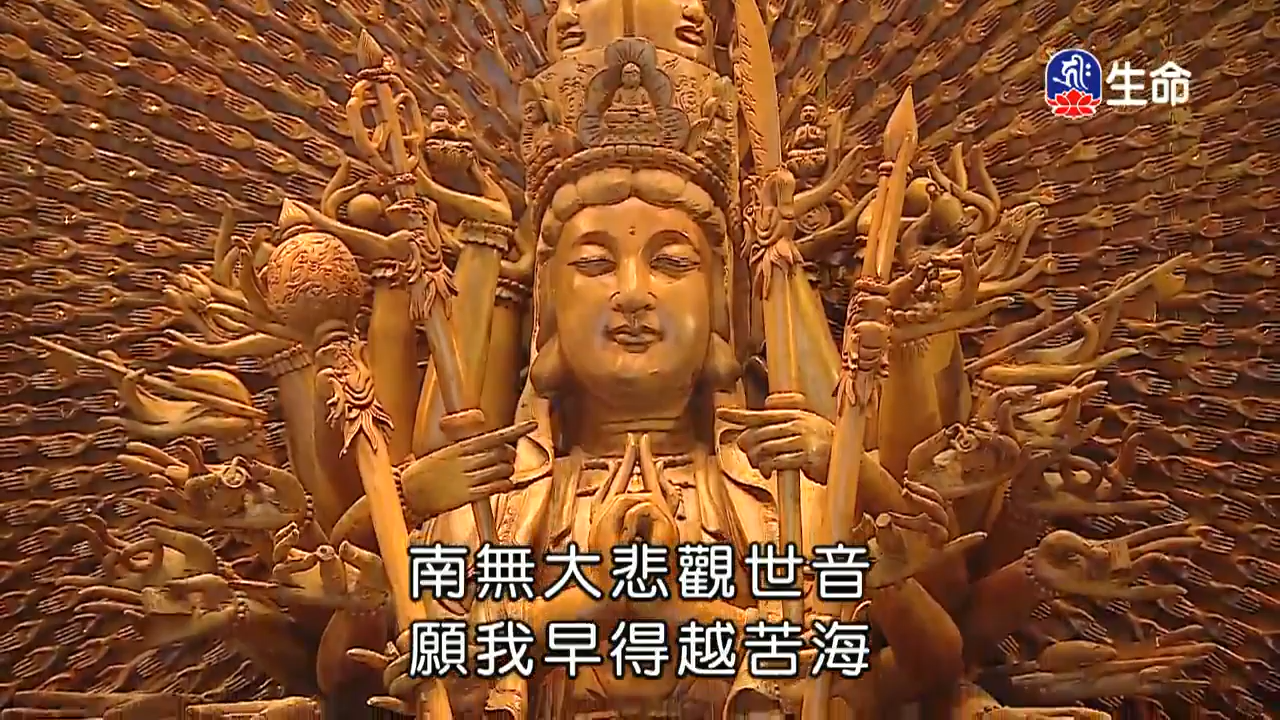 生命
南無大悲觀世音
願我早得越苦海